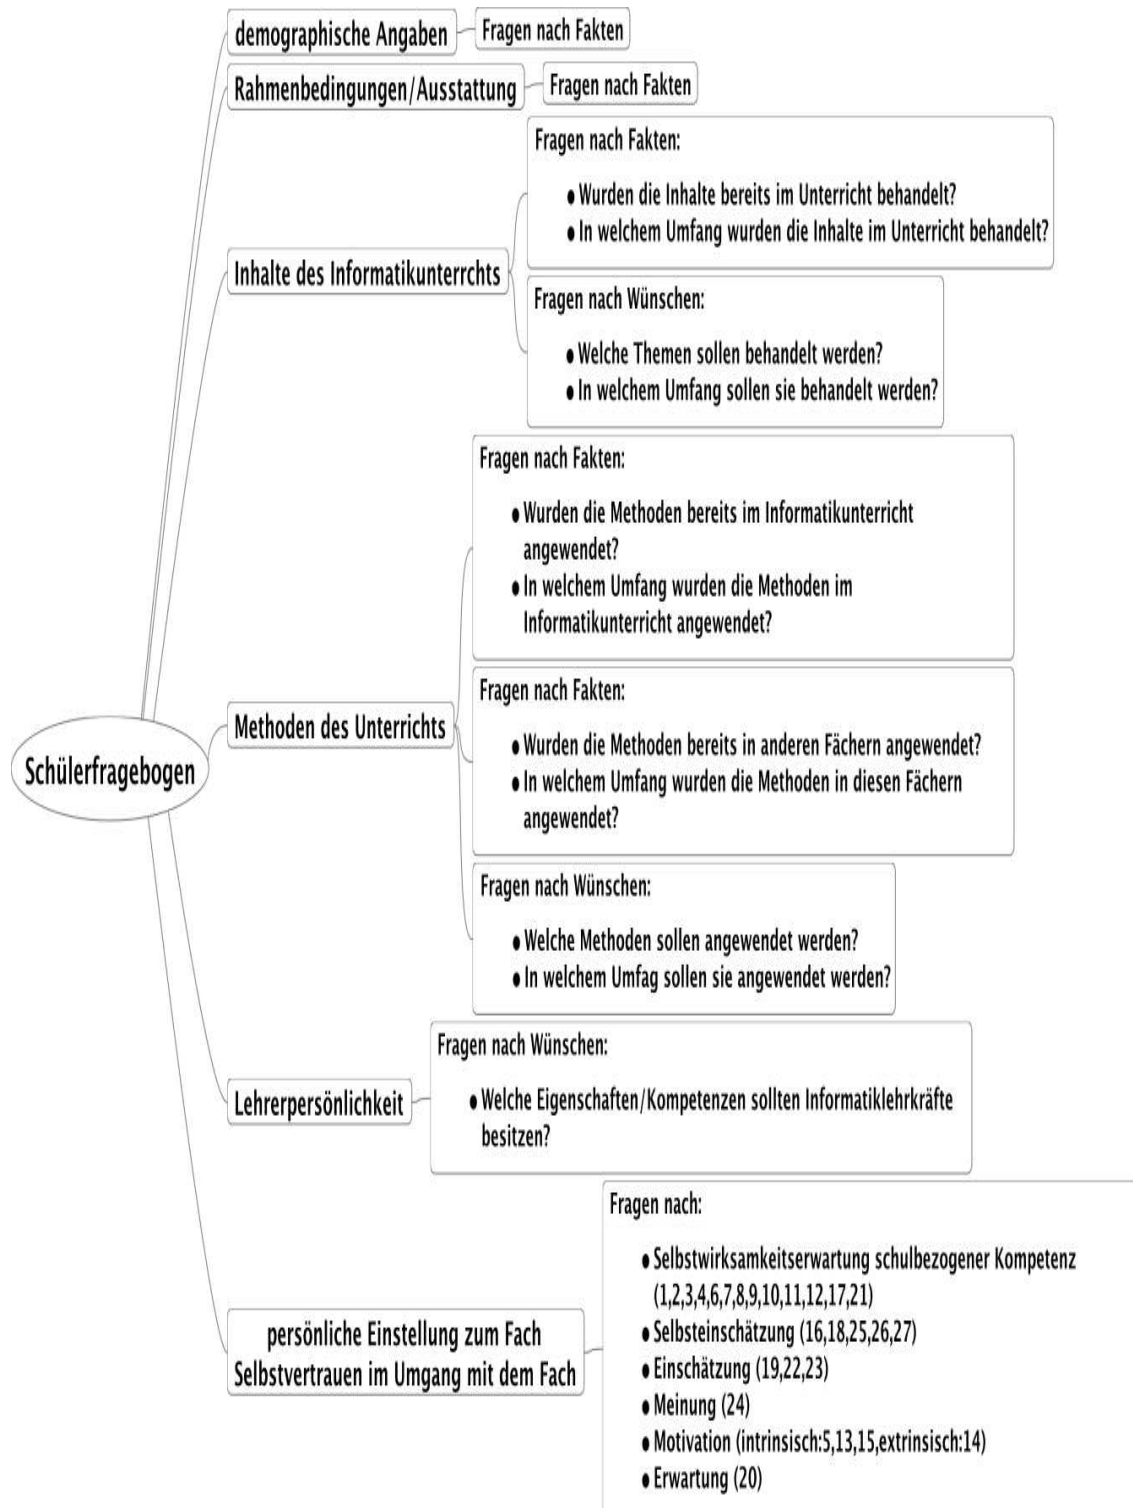 demographische Angaben
Fragen nach Fakten
Rahmenbedingungen/Ausstattung
Fragen nach Fakten
Inhalte des Informatikunterrchts
Fragen nach Fakten:
• Wurden die Inhalte bereits im Unterricht behandelt?
• In welchem Umfang wurden die Inhalte im Unterricht behandelt?
Fragen nach Wünschen:
• Welche Themen sollen behandelt werden?
• In welchem Umfang sollen sie behandelt werden?
Schülerfragebogen
Methoden des Unterrichts
Fragen nach Fakten:
• Wurden die Methoden bereits im Informatikunterricht
angewendet?
• In welchem Umfang wurden die Methoden im
Informatikunterricht angewendet?
Fragen nach Fakten:
• Wurden die Methoden bereits in anderen Fächern angewendet?
• In welchem Umfang wurden die Methoden in diesen Fächern
angewendet?
Fragen nach Wünschen:
• Welche Methoden sollen angewendet werden?
• In welchem Umfag sollen sie angewendet werden?
Lehrerpersönlichkeit
Fragen nach Wünschen:
• Welche Eigenschaften/Kompetenzen sollten Informatiklehrkräfte
besitzen?
persönliche Einstellung zum Fach
Selbstvertrauen im Umgang mit dem Fach
Fragen nach:
• Selbstwirksamkeitserwartung schulbezogener Kompetenz
(1,2,3,4,6,7,8,9,10,11,12,17,21)
• Selbsteinschätzung (16,18,25,26,27)
• Einschätzung (19,22,23)
• Meinung (24)
• Motivation (intrinsisch:5,13,15,extrinsisch:14)
• Erwartung (20)